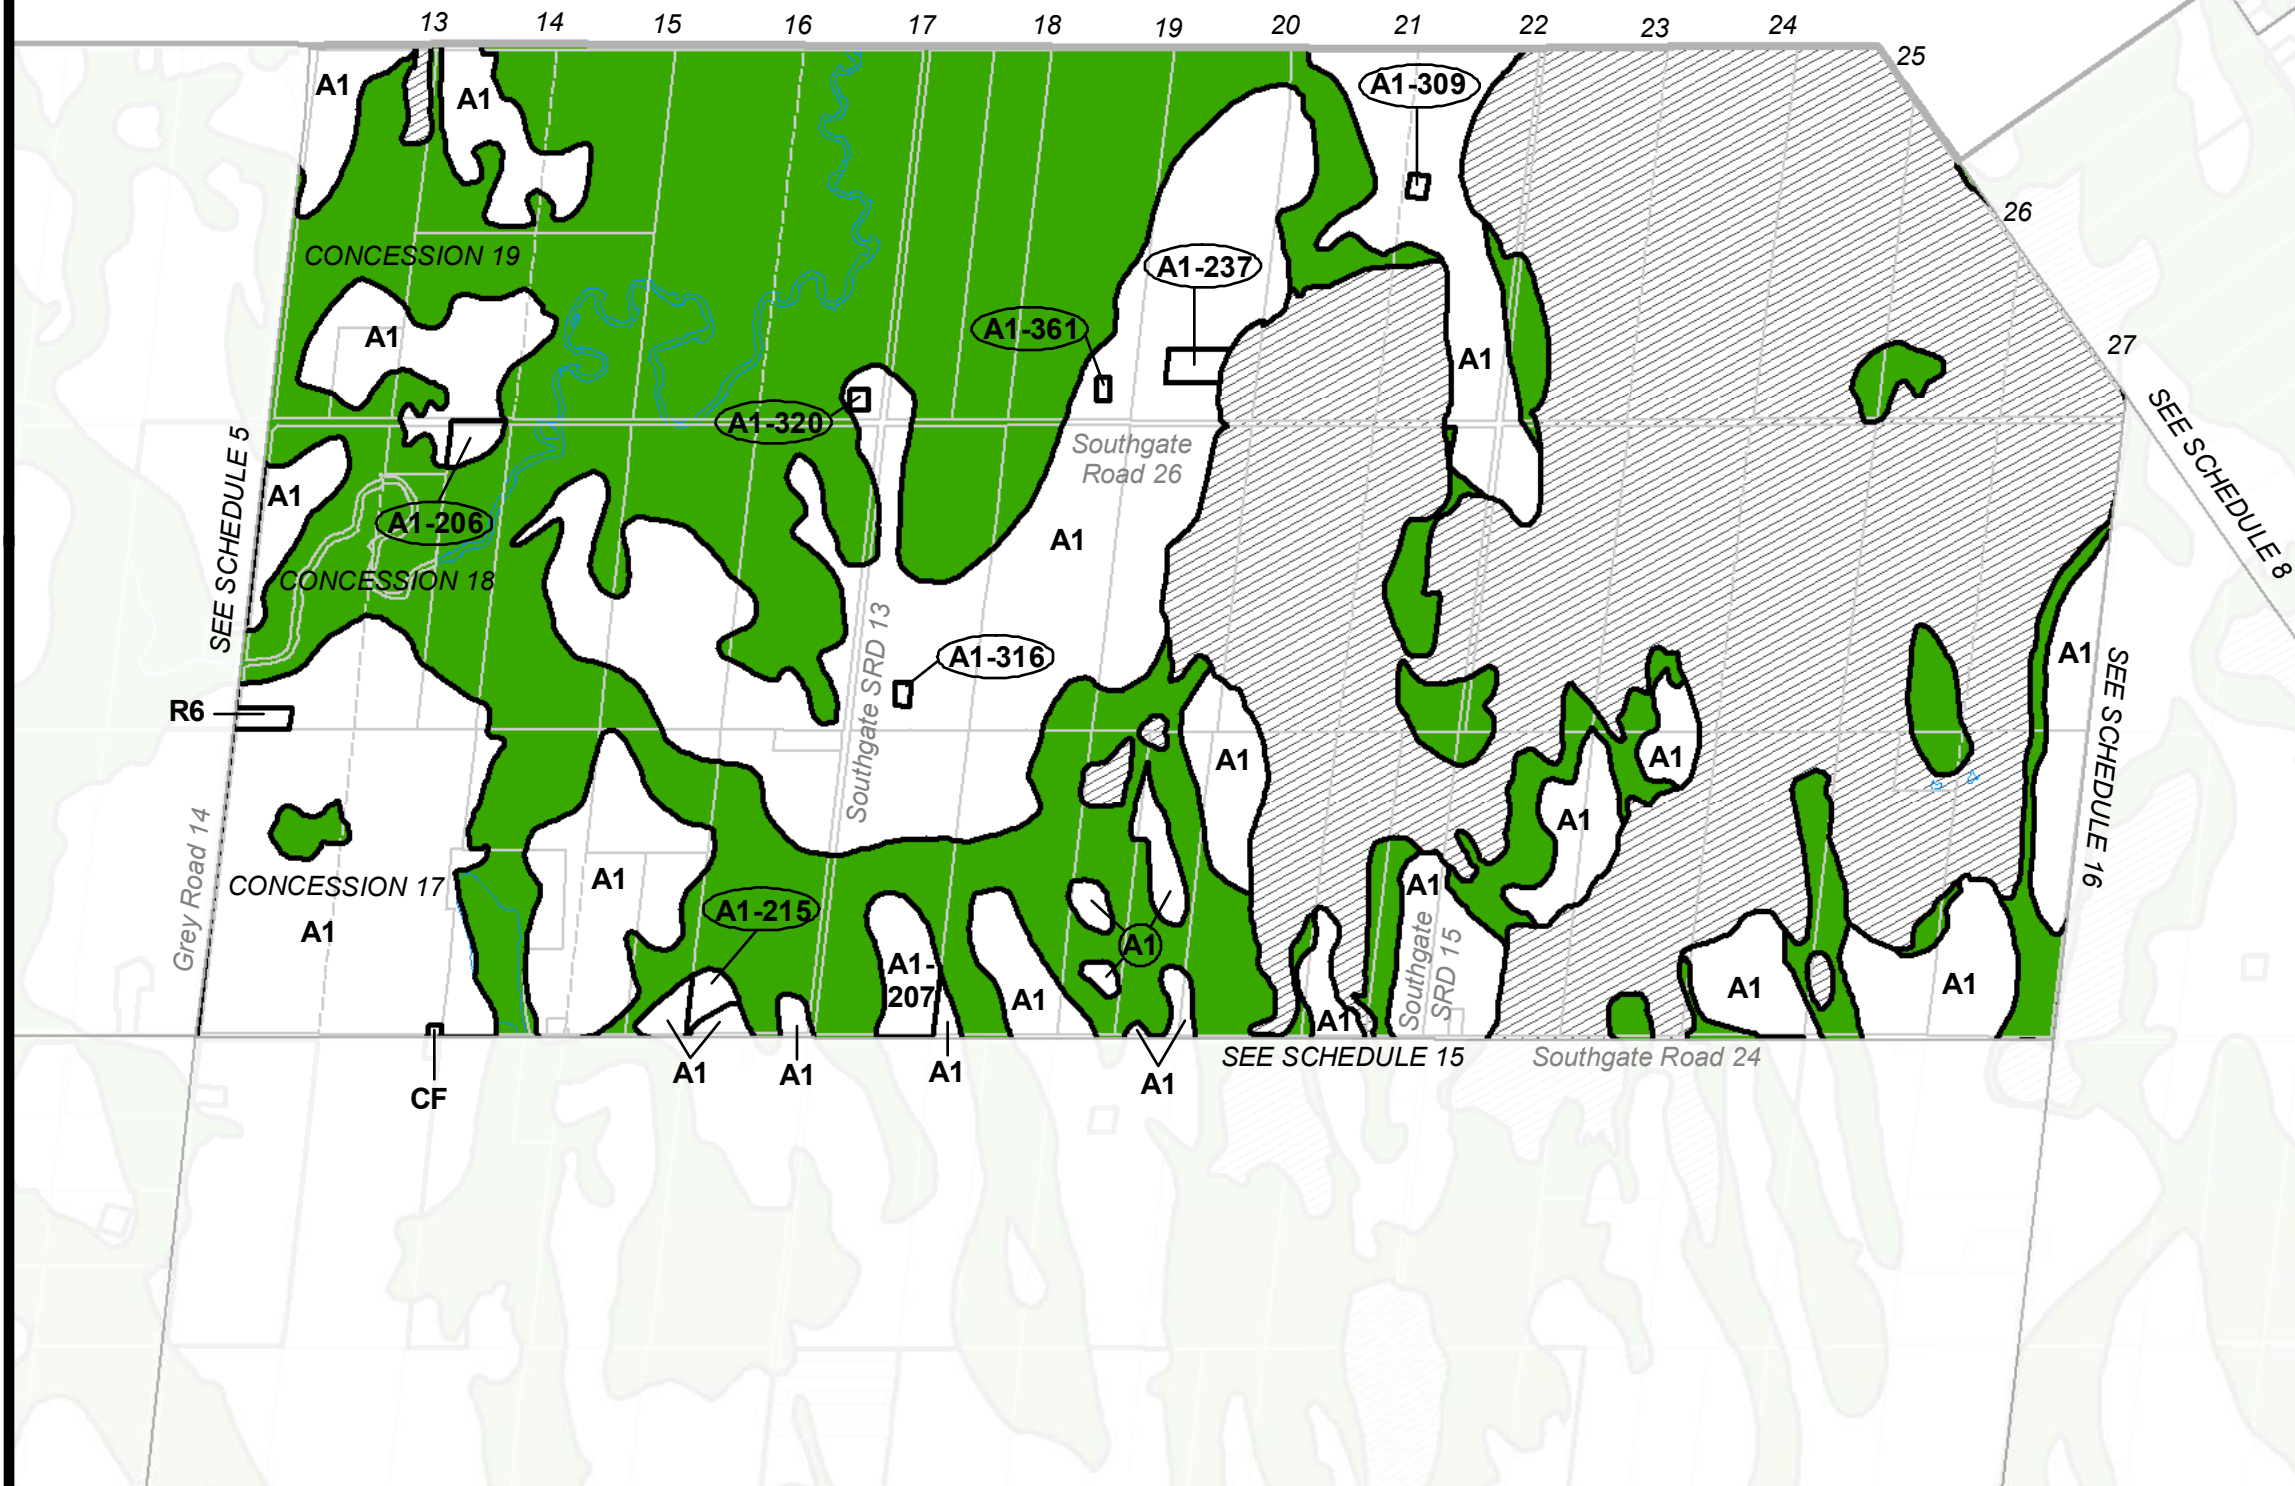 13
14
15
16
17
18
19
20
21
22
23
24
25
26
27
A1
A1
A1-309
CONCESSION 19
A1-237
A1-361
A1
A1
A1-320
Southgate
Road 26
SEE SCHEDULE 5
A1
A1-206
A1
SEE SCHEDULE 8
CONCESSION 18
Southgate SRD 13
A1-316
A1
SEE SCHEDULE 16
R6
A1
A1
A1
Grey Road 14
CONCESSION 17
A1
A1
A1-215
A1
A1
A1-
207
A1
A1
Southgate
SRD 15
A1
A1
A1
SEE SCHEDULE 15
Southgate Road 24
CF
A1
A1
A1
A1